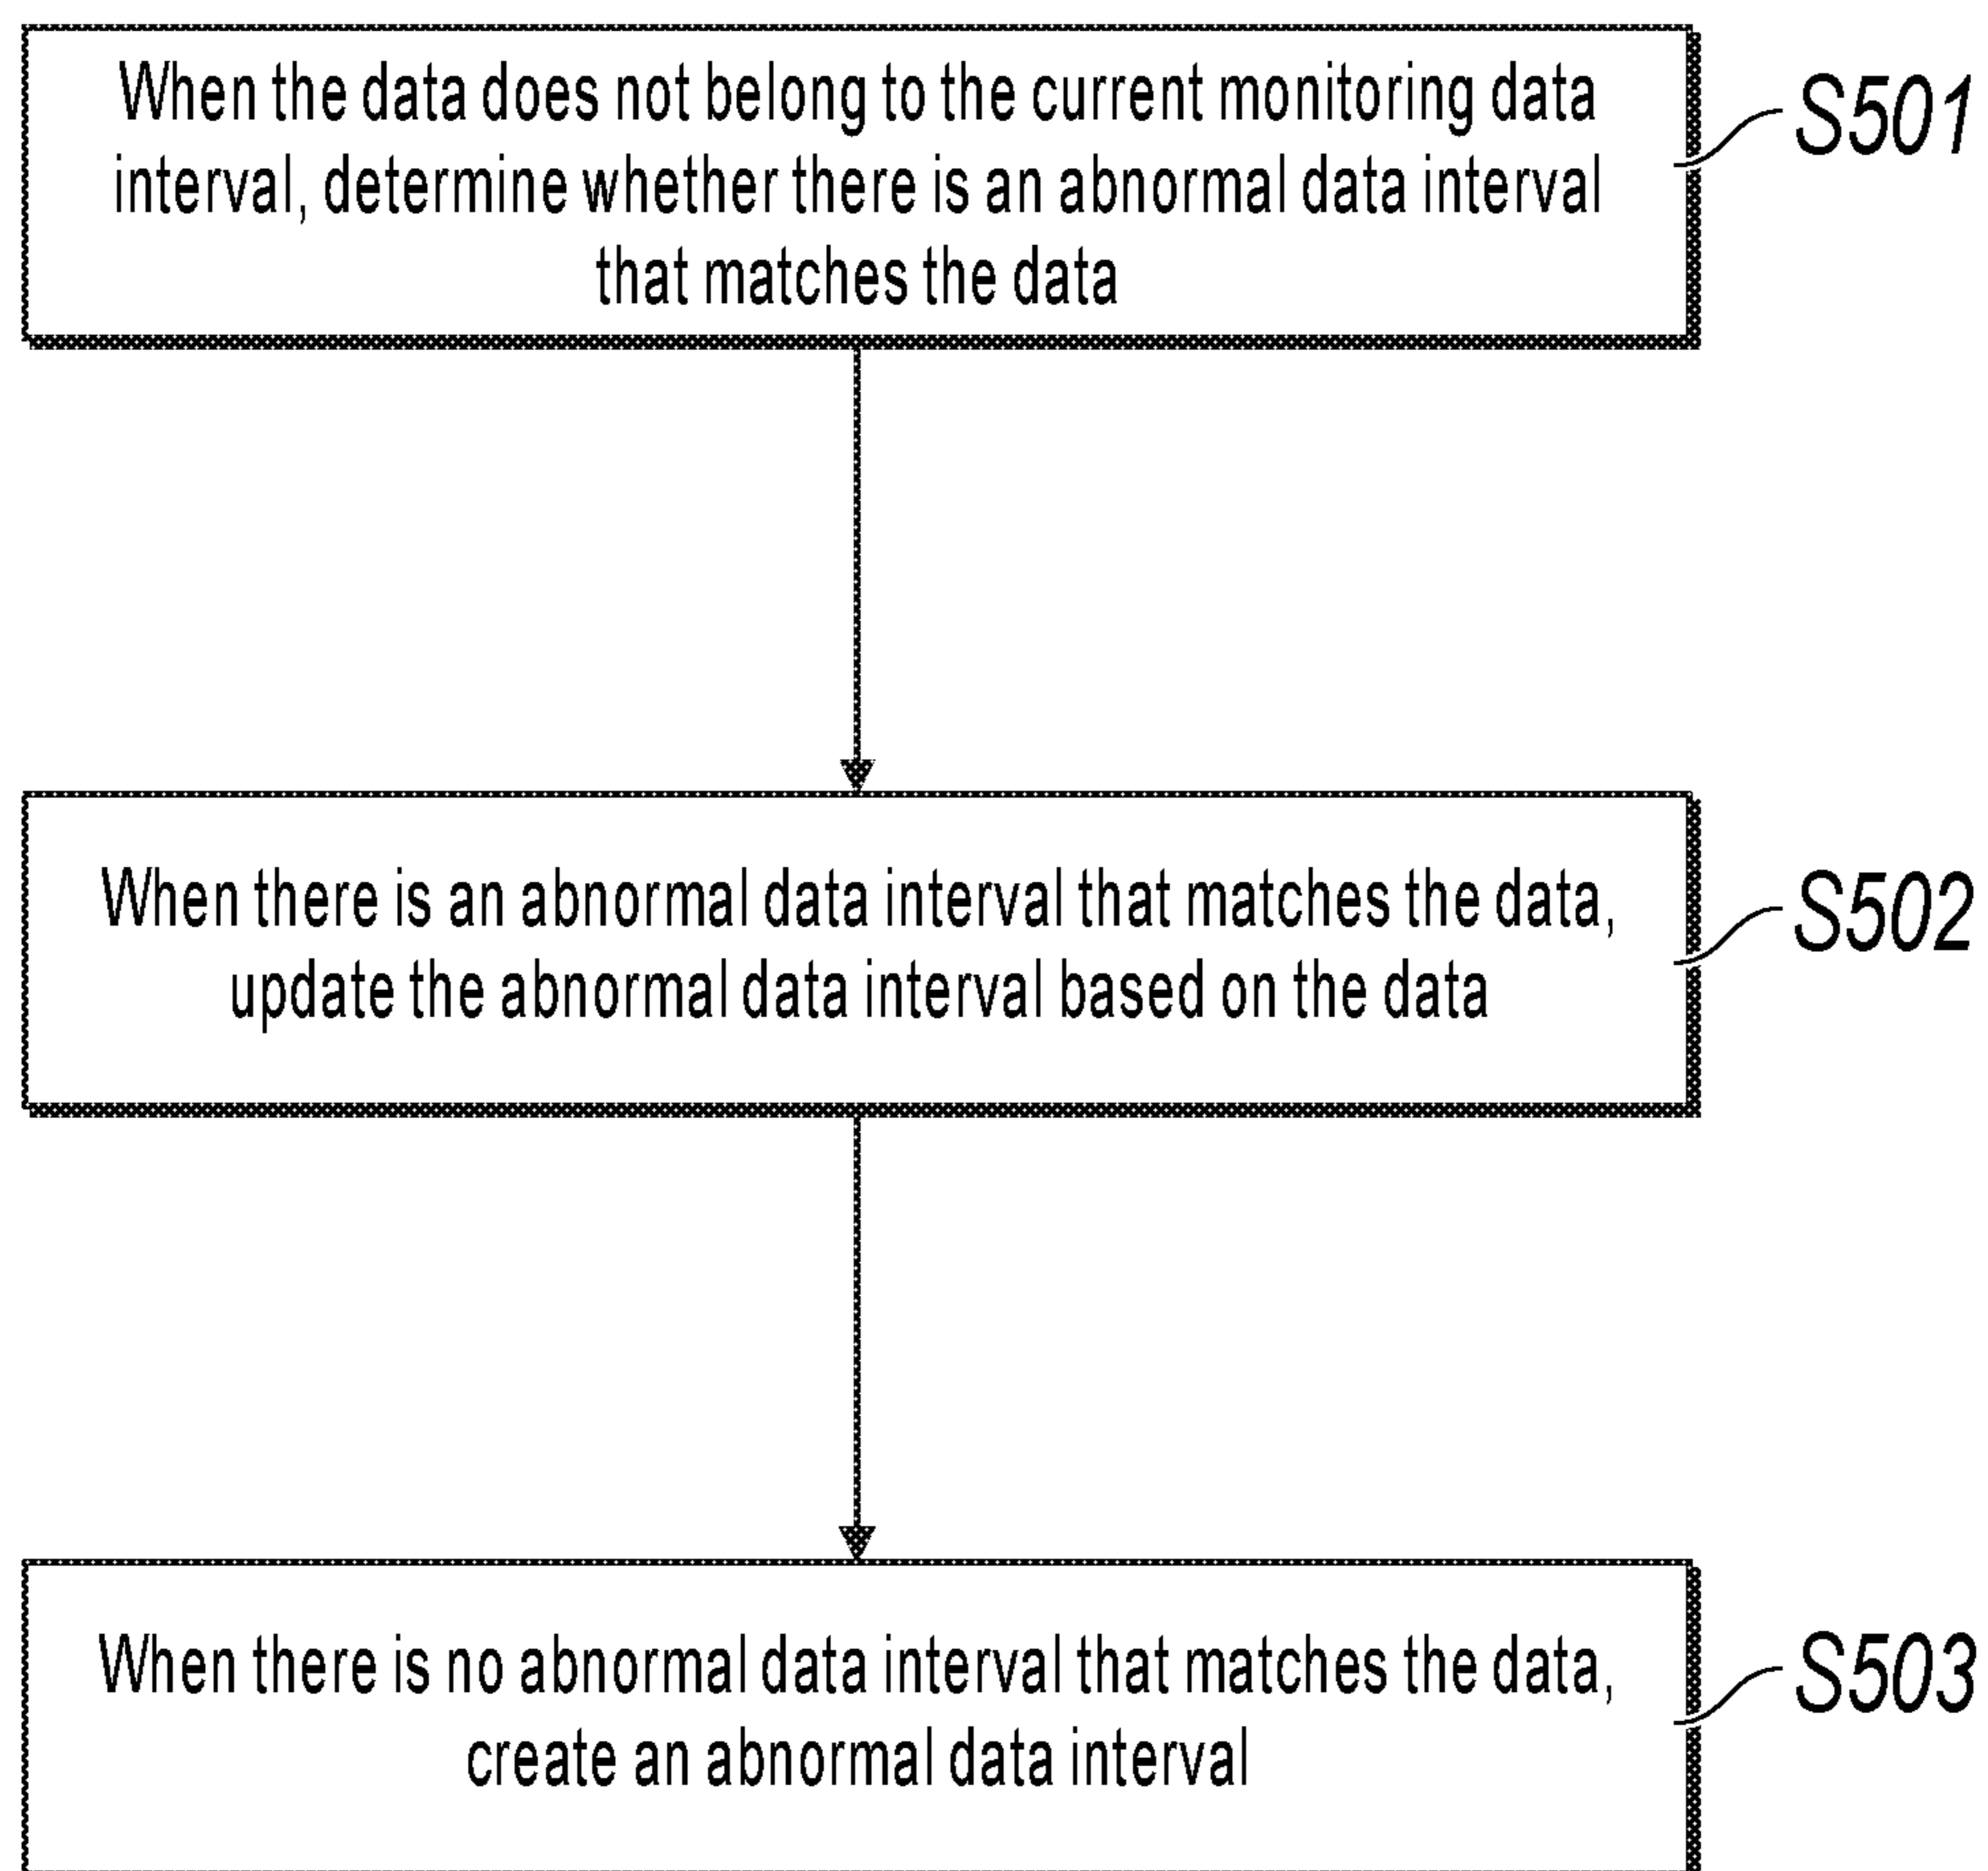 When the data does not belong to the current monitoring data
interval, determine whether there is an abnormal data interval
that matches the data
S501
When there is an abnormal data interval that matches the data,
update the abnormal data interval based on the data
S502
When there is no abnormal data interval that matches the data,
create an abnormal data interval
S503